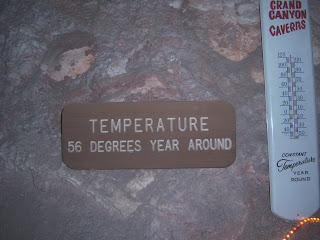 TEMPERATURE
56 DEGREES YEAR AROUND
GRAND
CANYON
CAVERNS
CONSTANT
Temperature
YEAR
ROUND